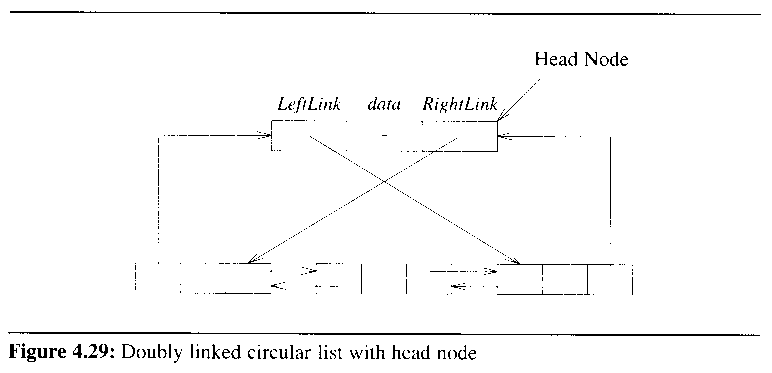 Head Node
LeftLink data RightLink
Figure 4.29: Doubly linked circular list with head node